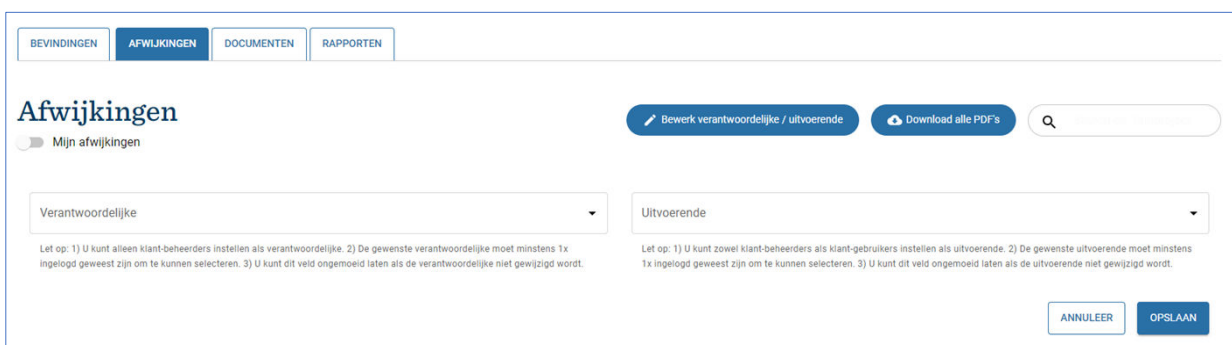 BEVINDINGEN AFWIJKINGEN DOCUMENTEN RAPPORTEN
Afwijkingen
Mijn afwijkingen
Bewerk verantwoordelijke / uitvoerende Download alle PDF's
Verantwoordelijke
Let op: 1) U kunt alleen klant-beheerders instellen als verantwoordelijke. 2) De gewenste verantwoordelijke moet minstens 1x
ingelogd geweest zijn om te kunnen selecteren. 3) U kunt dit veld ongemoeid laten als de verantwoordelijke niet gewijzigd wordt.
Uitvoerende
Let op: 1) U kunt zowel klant-beheerders als klant-gebruikers instellen als uitvoerende. 2) De gewenste uitvoerende moet minstens
1x ingelogd geweest zijn om te kunnen selecteren. 3) U kunt dit veld ongemoeid laten als de uitvoerende niet gewijzigd wordt.
ANNULEER OPSLAAN